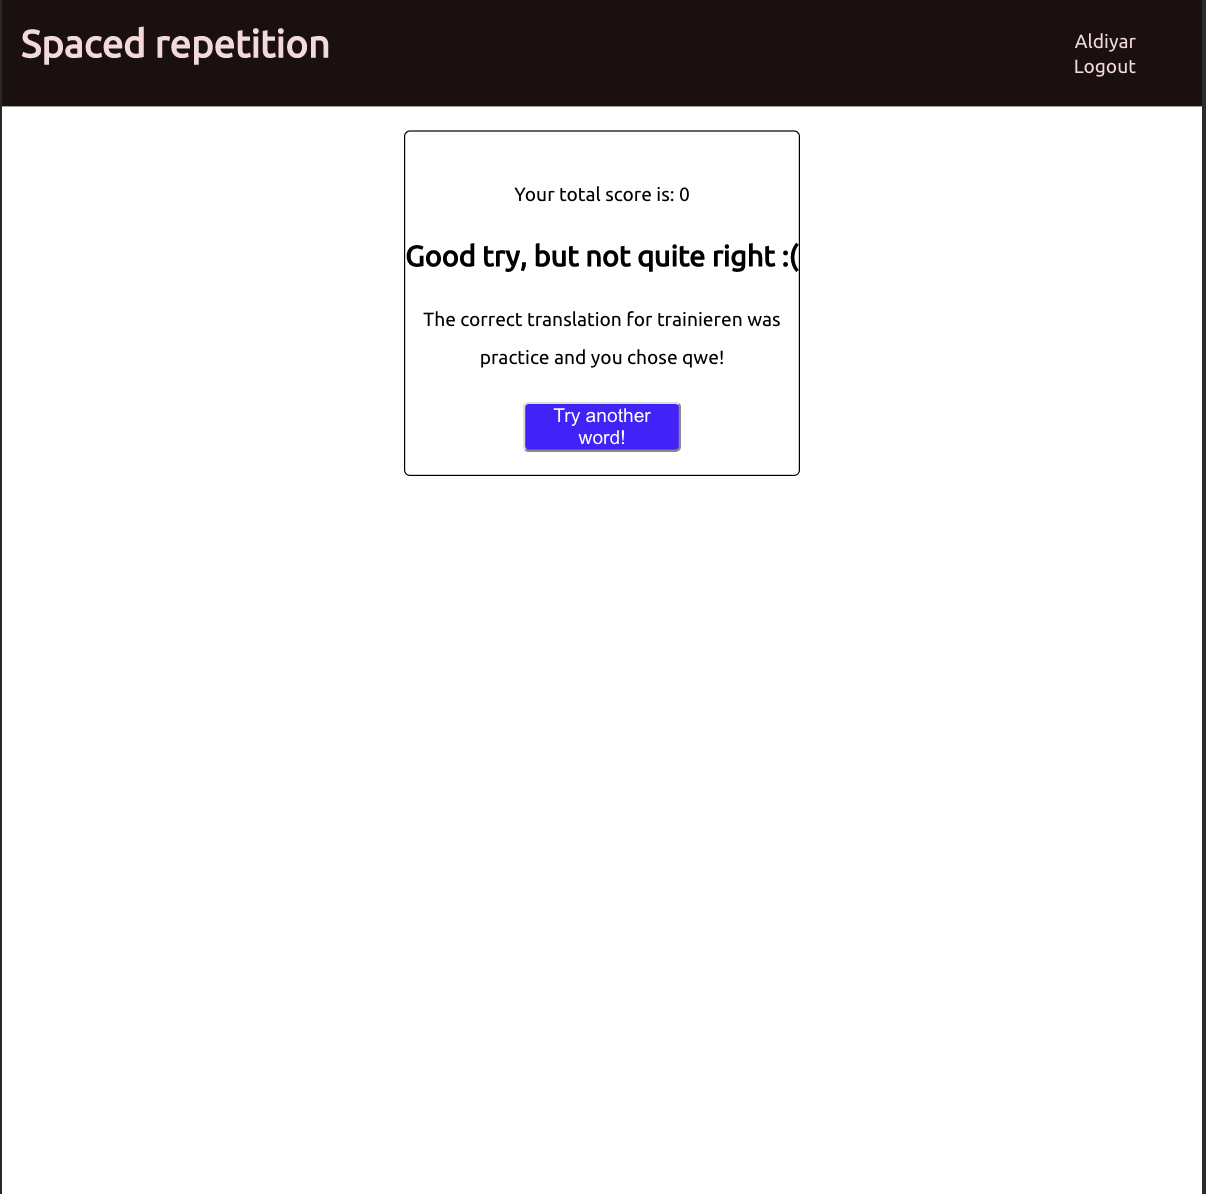 Spaced repetition
Aldiyar
Logout
Your total score is: 0
Good try, but not quite right :(
The correct translation for trainieren was
practice and you chose qwe!
Try another
word!